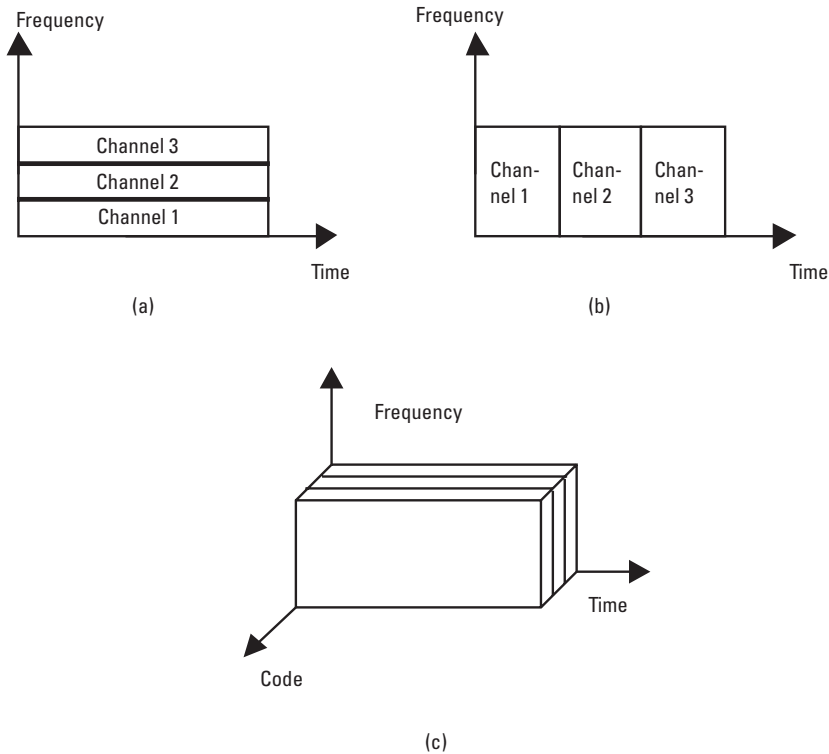 Frequency
Channel 3
Channel 2
Channel 1
Time
(a)
Frequency
Chan-
nel 1
Chan-
nel 2
Chan-
nel 3
Time
(b)
Frequency
Time
Code
(c)